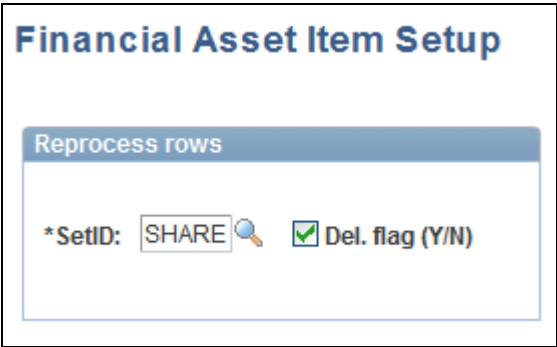 Financial Asset Item Setup
Reprocess rows
*SetID: SHARE Del. flag (Y/N)